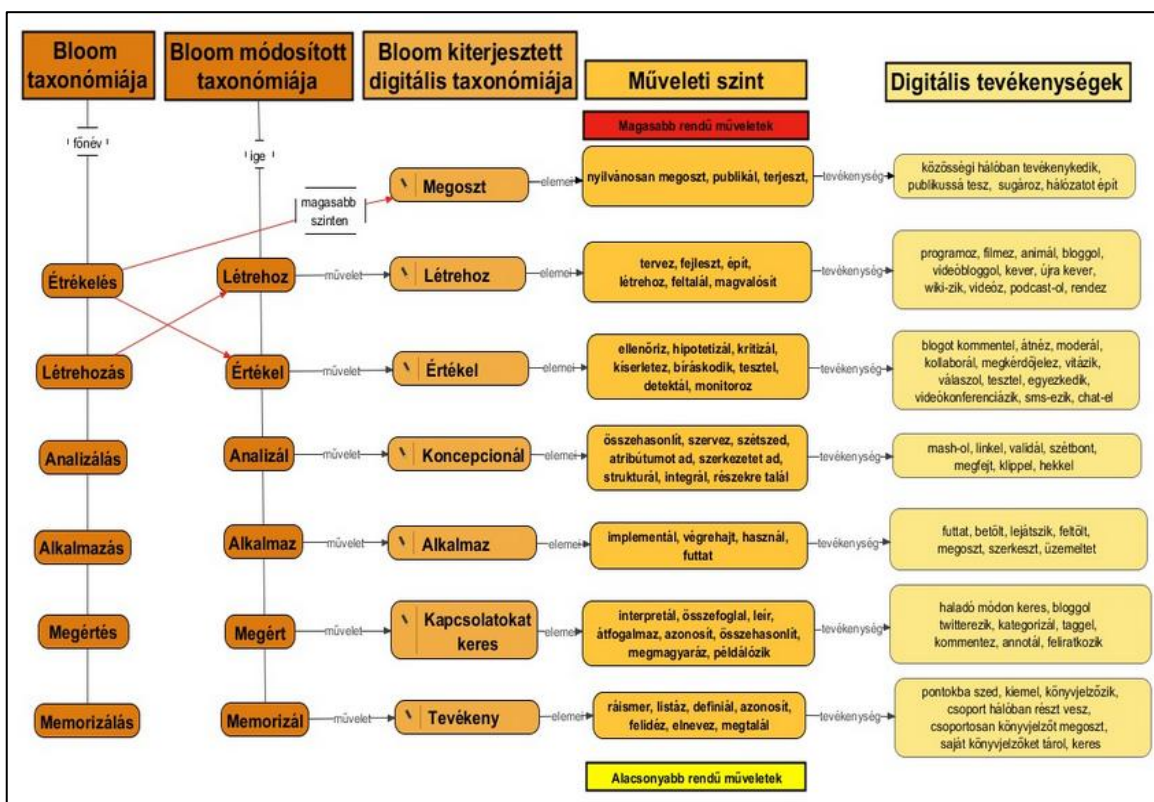 Bloom
taxonómiája
Bloom módosított
taxonómiája
Bloom kiterjesztett
digitális taxonómiája
Műveleti szint
Digitális tevékenységek
Magasabb rendű műveletek
főnév
ige
magasabb
szinten
Megoszt
elemei
nyilvánosan megoszt, publikál, terjeszt,
tevékenység
közösségi hálóban tevékenykedik,
publikussá tesz, sugároz, hálózatot épít
Étrékelés
Létrehoz
művelet
Létrehoz
elemei
tervez, fejleszt, épít,
létrehoz, feltalál, magvalósít
tevékenység
programoz, filmez, animál, bloggol,
videóbloggol, kever, újra kever,
wiki-zik, videóz, podcast-ol, rendez
Létrehozás
Értékel
művelet
Értékel
elemei
ellenőriz, hipotetizál, kritizál,
kíserletez, bíráskodik, tesztel,
detektál, monitoroz
tevékenység
blogot kommentel, átnéz, moderál,
kollaborál, megkérdőjelez, vitázik,
válaszol, tesztel, egyezkedik,
videókonferenciázik, sms-ezik, chat-el
Analizálás
Analizál
művelet
Koncepcionál
elemei
összehasonlít, szervez, szétszed,
atribútumot ad, szerkezetet ad,
strukturál, integrál, részekre talál
tevékenység
mash-ol, linkel, validál, szétbont,
megfejt, klippel, hekkel
Alkalmazás
Alkalmaz
művelet
Alkalmaz
elemei
implementál, végrehajt, használ,
futtat
tevékenység
futtat, betölt, lejátszik, feltölt,
megoszt, szerkeszt, üzemeltet
Megértés
Megért
művelet
Kapcsolatokat
keres
elemei
interpretál, összefoglal, leír,
átfogalmaz, azonosít, összehasonlít,
megmagyaráz, példálózik
tevékenység
haladó módon keres, bloggol
twitterezik, kategorizál, taggel,
kommentez, annotál, feliratkozik
Memorizálás
Memorizál
művelet
Tevékeny
elemei
ráismer, listáz, definiál, azonosít,
felidéz, elnevez, megtalál
tevékenység
pontokba szed, kiemel, könyvjelzőzik,
csoport hálóban részt vesz,
csoportosan könyvjelzőt megoszt,
saját könyvjelzőket tárol, keres
Alacsonyabb rendű műveletek